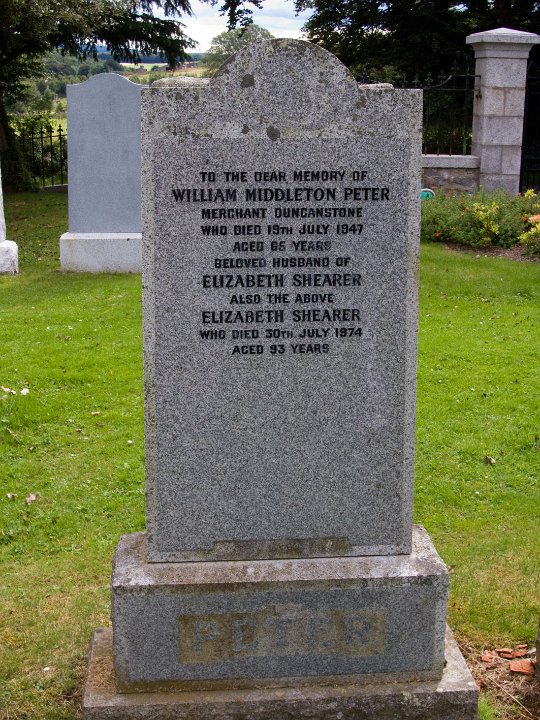 TO THE DEAR MEMORY OF
WILLIAM MIDDLETON PETER
MERCHANT DUNCANSTONE
WHO DIED 19TH JULY 1947
AGED 65 YEARS
BELOVED HUSBAND OF
ELIZABETH SHEARER
ALSO THE ABOVE
ELIZABETH SHEARER
WHO DIED 30TH JULY 1974
AGED 93 YEARS
PETER